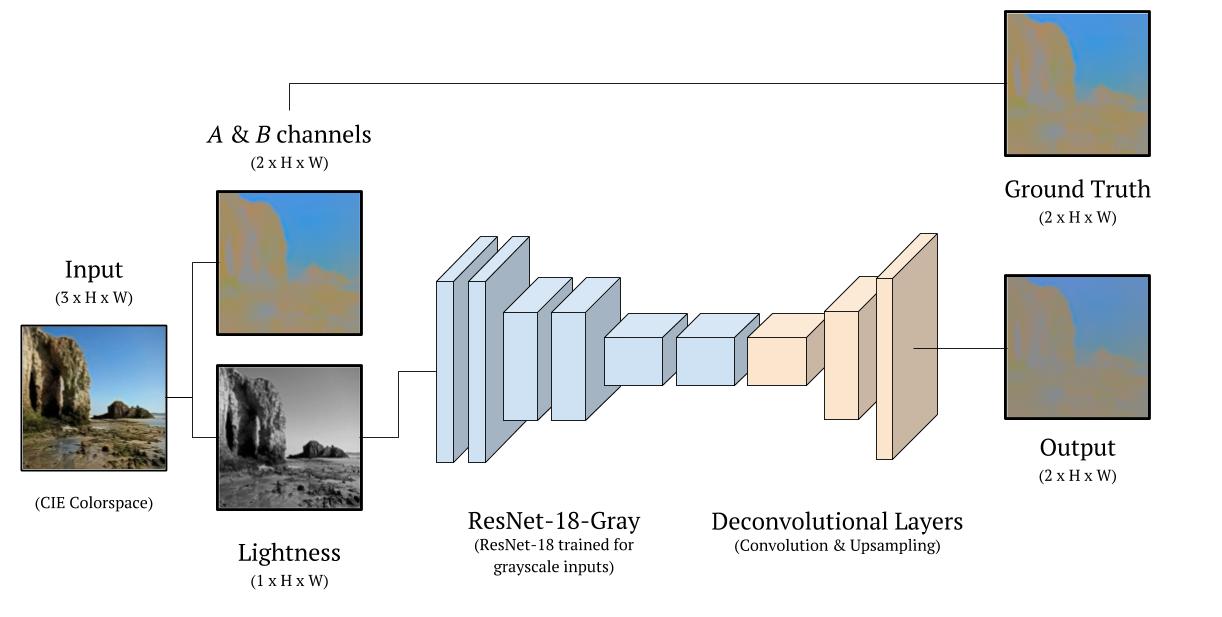 A & B channels
(2 x H x W)
Input
(3 x H x W)
(CIE Colorspace)
Lightness
(1 x H x W)
ResNet-18-Gray
(ResNet-18 trained for
grayscale inputs)
Deconvolutional Layers
(Convolution & Upsampling)
Ground Truth
(2 x H x W)
Output
(2 x H x W)